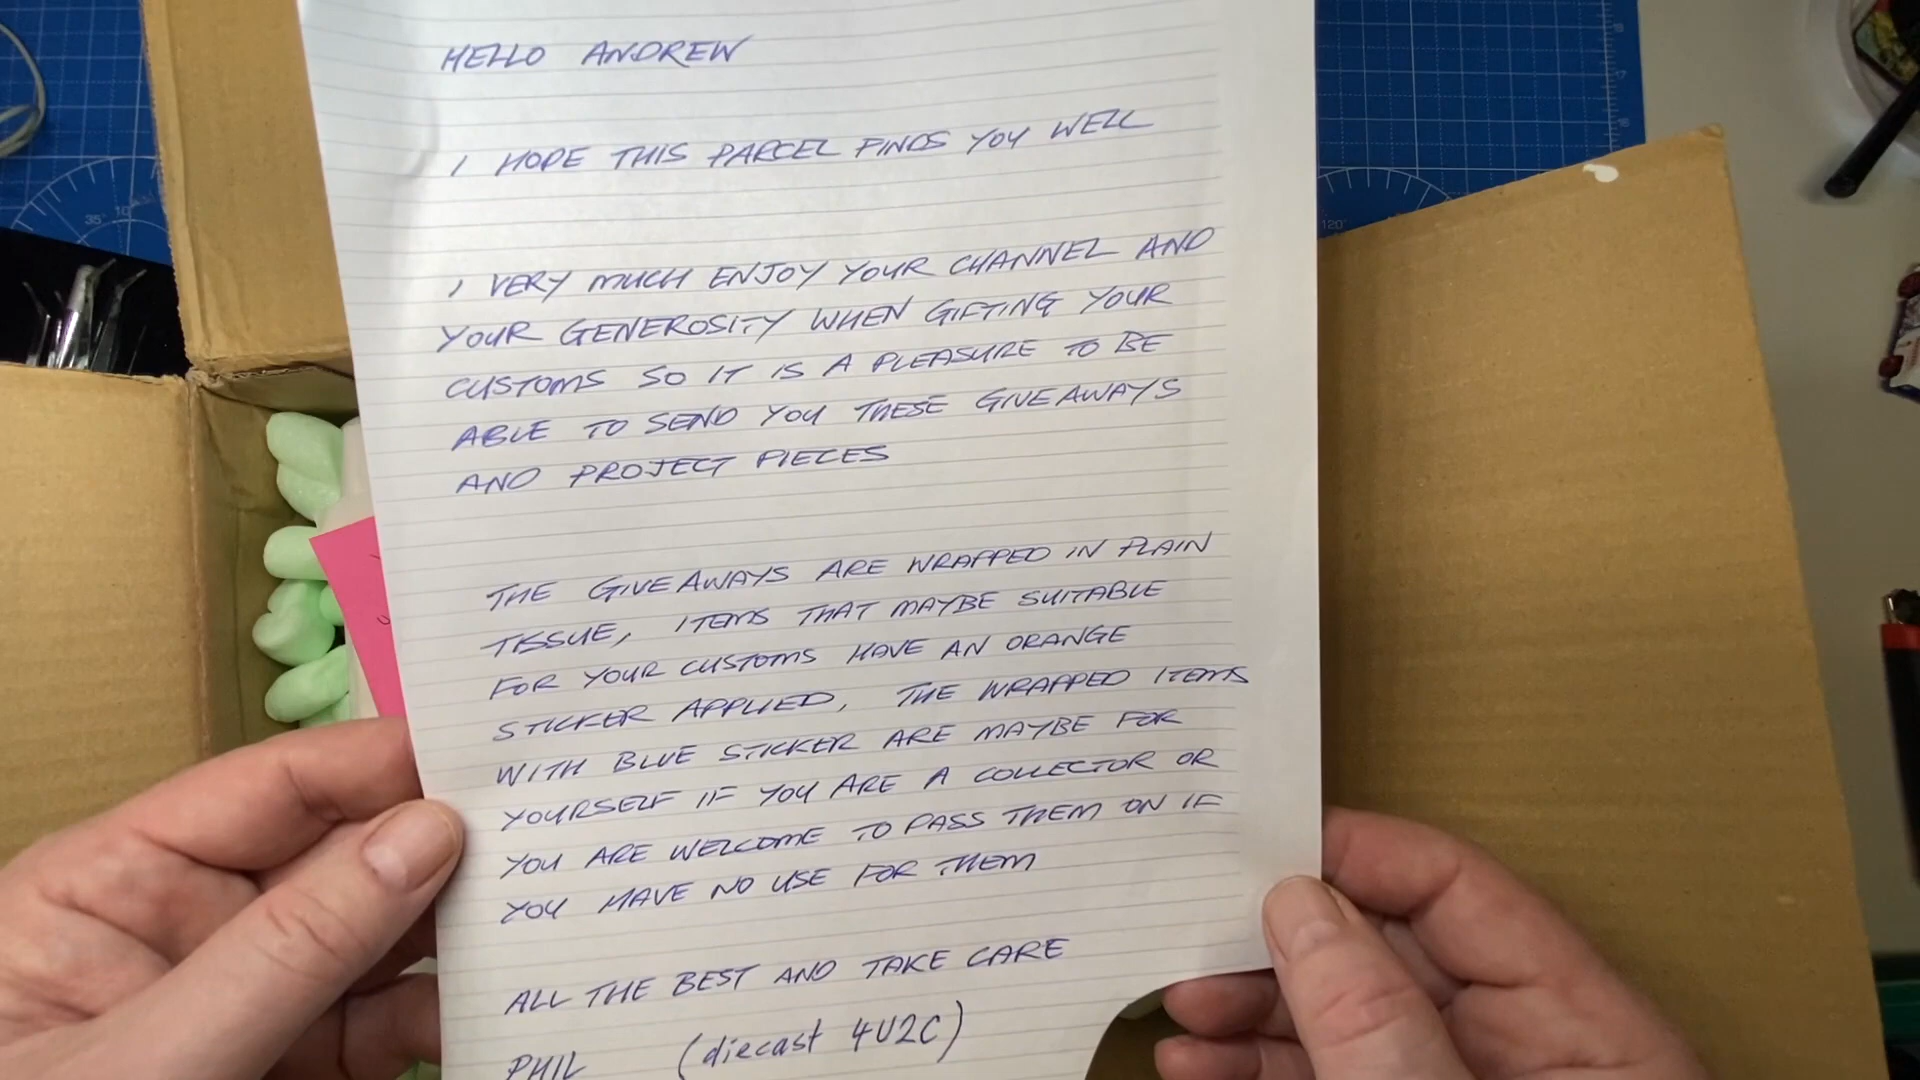 HELLO ANDREW
I HOPE THIS PARCEL FINDS YOU WELL
I VERY MUCH ENJOY YOUR CHANNEL AND
YOUR GENEROSITY WHEN GIFTING YOUR
CUSTOMS SO IT IS A PLEASURE TO BE
ABLE TO SEND YOU THESE GIVEAWAYS
AND PROJECT PIECES
THE GIVEAWAYS ARE WRAPPED IN PLAIN
TISSUE, ITEMS THAT MAYBE SUITABLE
FOR YOUR CUSTOMS HAVE AN ORANGE
STICKER APPLIED, THE WRAPPED ITEMS
WITH BLUE STICKER ARE MAYBE FOR
YOURSELF IF YOU ARE A COLLECTOR OR
YOU ARE WELCOME TO PASS THEM ON IF
YOU HAVE NO USE FOR THEM
ALL THE BEST AND TAKE CARE
PHIL (diecast 4U2C)
35°
120°